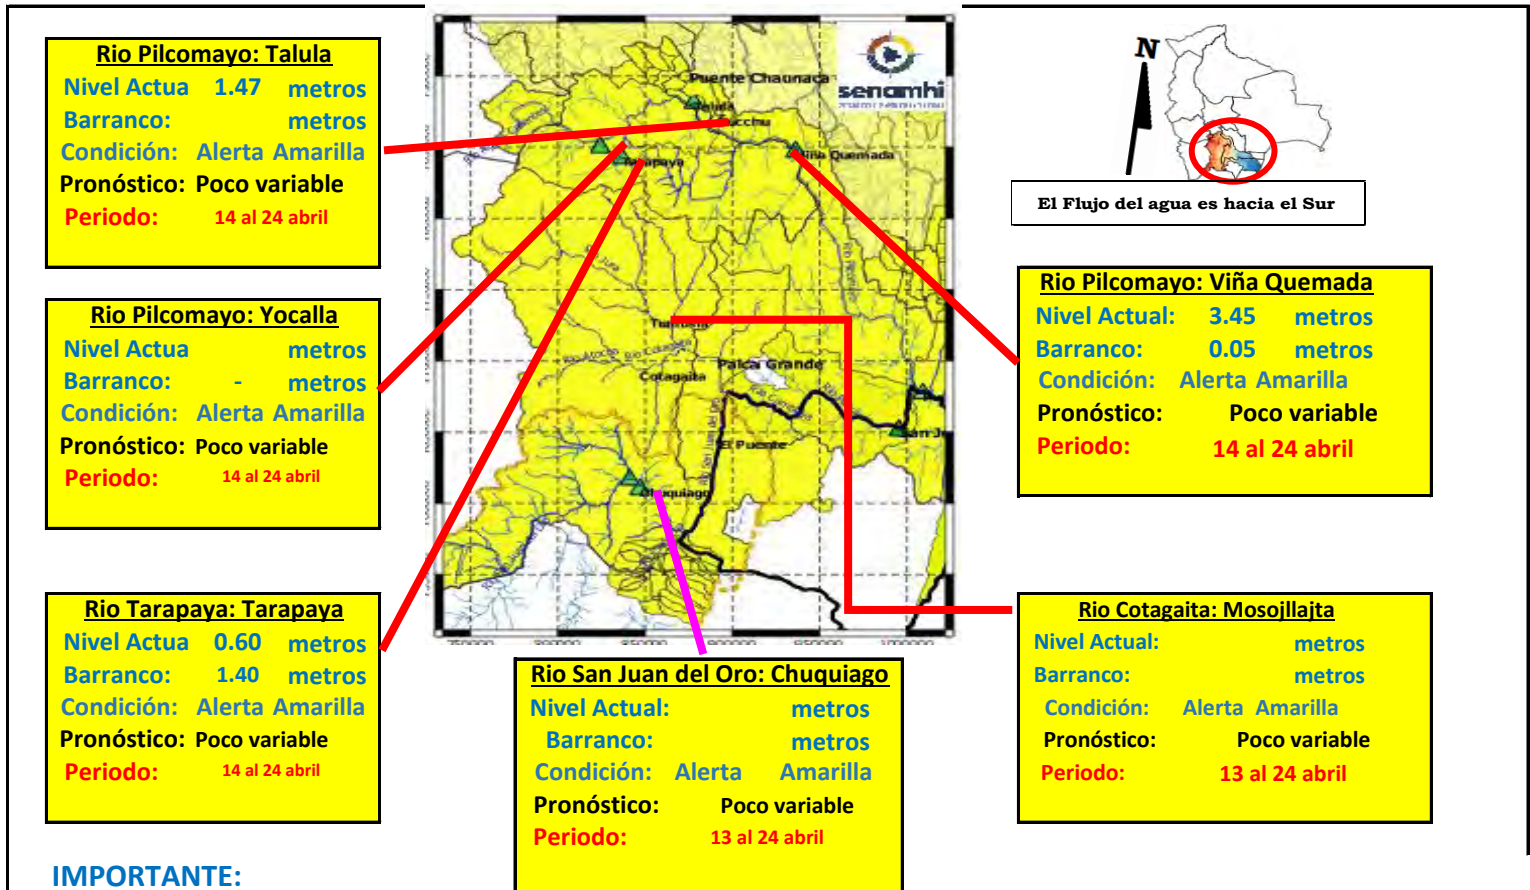 Rio Pilcomayo: Talula
Nivel Actua 1.47 metros
Barranco: metros
Condición: Alerta Amarilla
Pronóstico: Poco variable
Periodo: 14 al 24 abril
Rio Pilcomayo: Yocalla
Nivel Actua metros
Barranco: - metros
Condición: Alerta Amarilla
Pronóstico: Poco variable
Periodo: 14 al 24 abril
Rio Tarapaya: Tarapaya
Nivel Actua 0.60 metros
Barranco: 1.40 metros
Condición: Alerta Amarilla
Pronóstico: Poco variable
Periodo: 14 al 24 abril
IMPORTANTE:
Puente Chaunaca
senamhi
Tarapaya
Viña Quemada
Palca Grande
Cotagaita
El Puente
Chuquiago
Rio San Juan del Oro: Chuquiago
Nivel Actual: metros
Barranco: metros
Condición: Alerta Amarilla
Pronóstico: Poco variable
Periodo: 13 al 24 abril
N
El Flujo del agua es hacia el Sur
Rio Pilcomayo: Viña Quemada
Nivel Actual: 3.45 metros
Barranco: 0.05 metros
Condición: Alerta Amarilla
Pronóstico: Poco variable
Periodo: 14 al 24 abril
Rio Cotagaita: Mosojllajta
Nivel Actual: metros
Barranco: metros
Condición: Alerta Amarilla
Pronóstico: Poco variable
Periodo: 13 al 24 abril